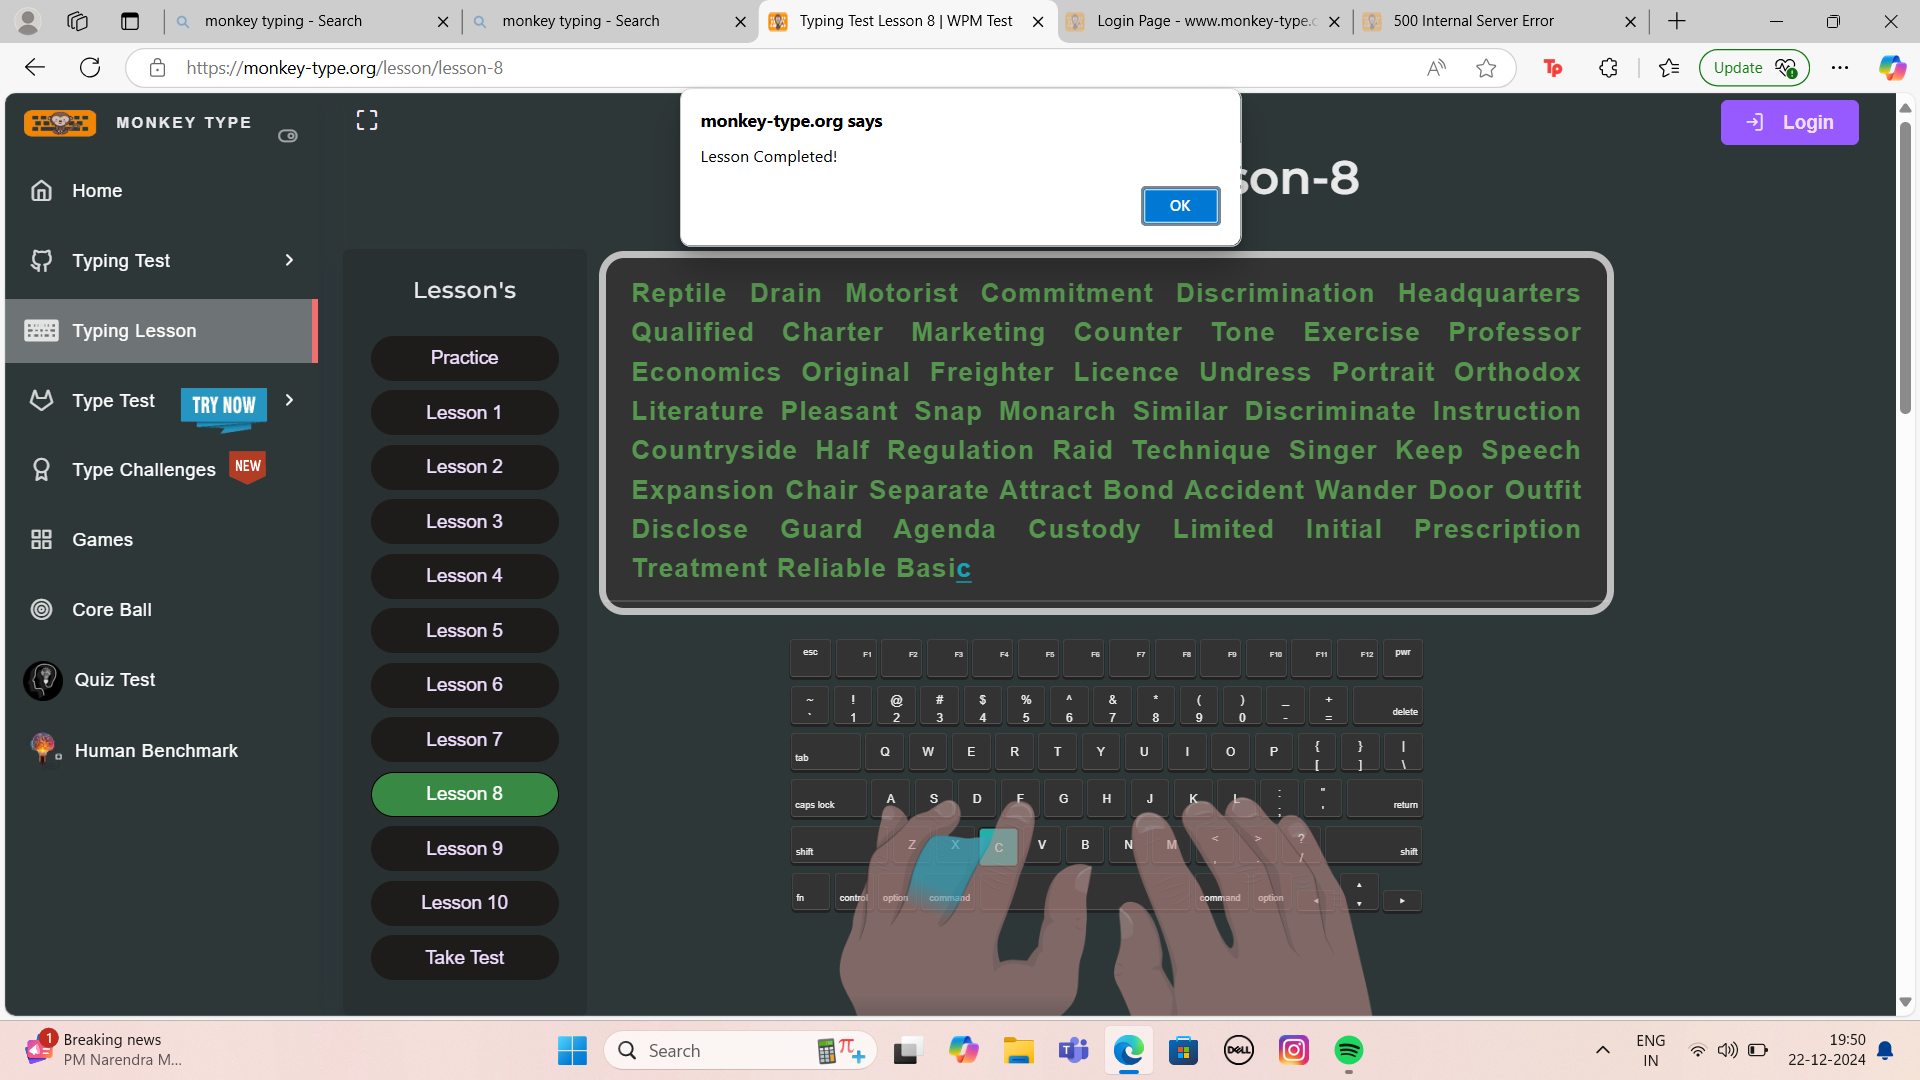 monkey typing - Search
monkey typing - Search
Typing Test Lesson 8 | WPM Test
Login Page - www.monkey-type.c
500 Internal Server Error
https://monkey-type.org/lesson/lesson-8
Tp
Update
monkey-type.org says
Lesson Completed!
OK
MONKEY TYPE
Login
son-8
Home
Typing Test
Typing Lesson
Type Test
TRY NOW
Type Challenges
NEW
Games
Core Ball
Quiz Test
Human Benchmark
Lesson's
Practice
Lesson 1
Lesson 2
Lesson 3
Lesson 4
Lesson 5
Lesson 6
Lesson 7
Lesson 8
Lesson 9
Lesson 10
Take Test
Reptile Drain Motorist Commitment Discrimination Headquarters
Qualified Charter Marketing Counter Tone Exercise Professor
Economics Original Freighter Licence Undress Portrait Orthodox
Literature Pleasant Snap Monarch Similar Discriminate Instruction
Countryside Half Regulation Raid Technique Singer Keep Speech
Expansion Chair Separate Attract Bond Accident Wander Door Outfit
Disclose Guard Agenda Custody Limited Initial Prescription
Treatment Reliable Basic
esc F1 F2 F3 F4 F5 F6 F7 F8 F9 F10 F11 F12 pwr
~ ! @ # $ % ^ & * ( ) _ +
` 1 2 3 4 5 6 7 8 9 0 - = delete
tab Q W E R T Y U I O P { } |
[ ] \
caps lock A S D F G H J K L : "
; ' return
shift Z X C V B N M < > ?
, . / shift
fn control option command command option
1
Breaking news
PM Narendra M...
Search
DELL
ENG
IN
19:50
22-12-2024